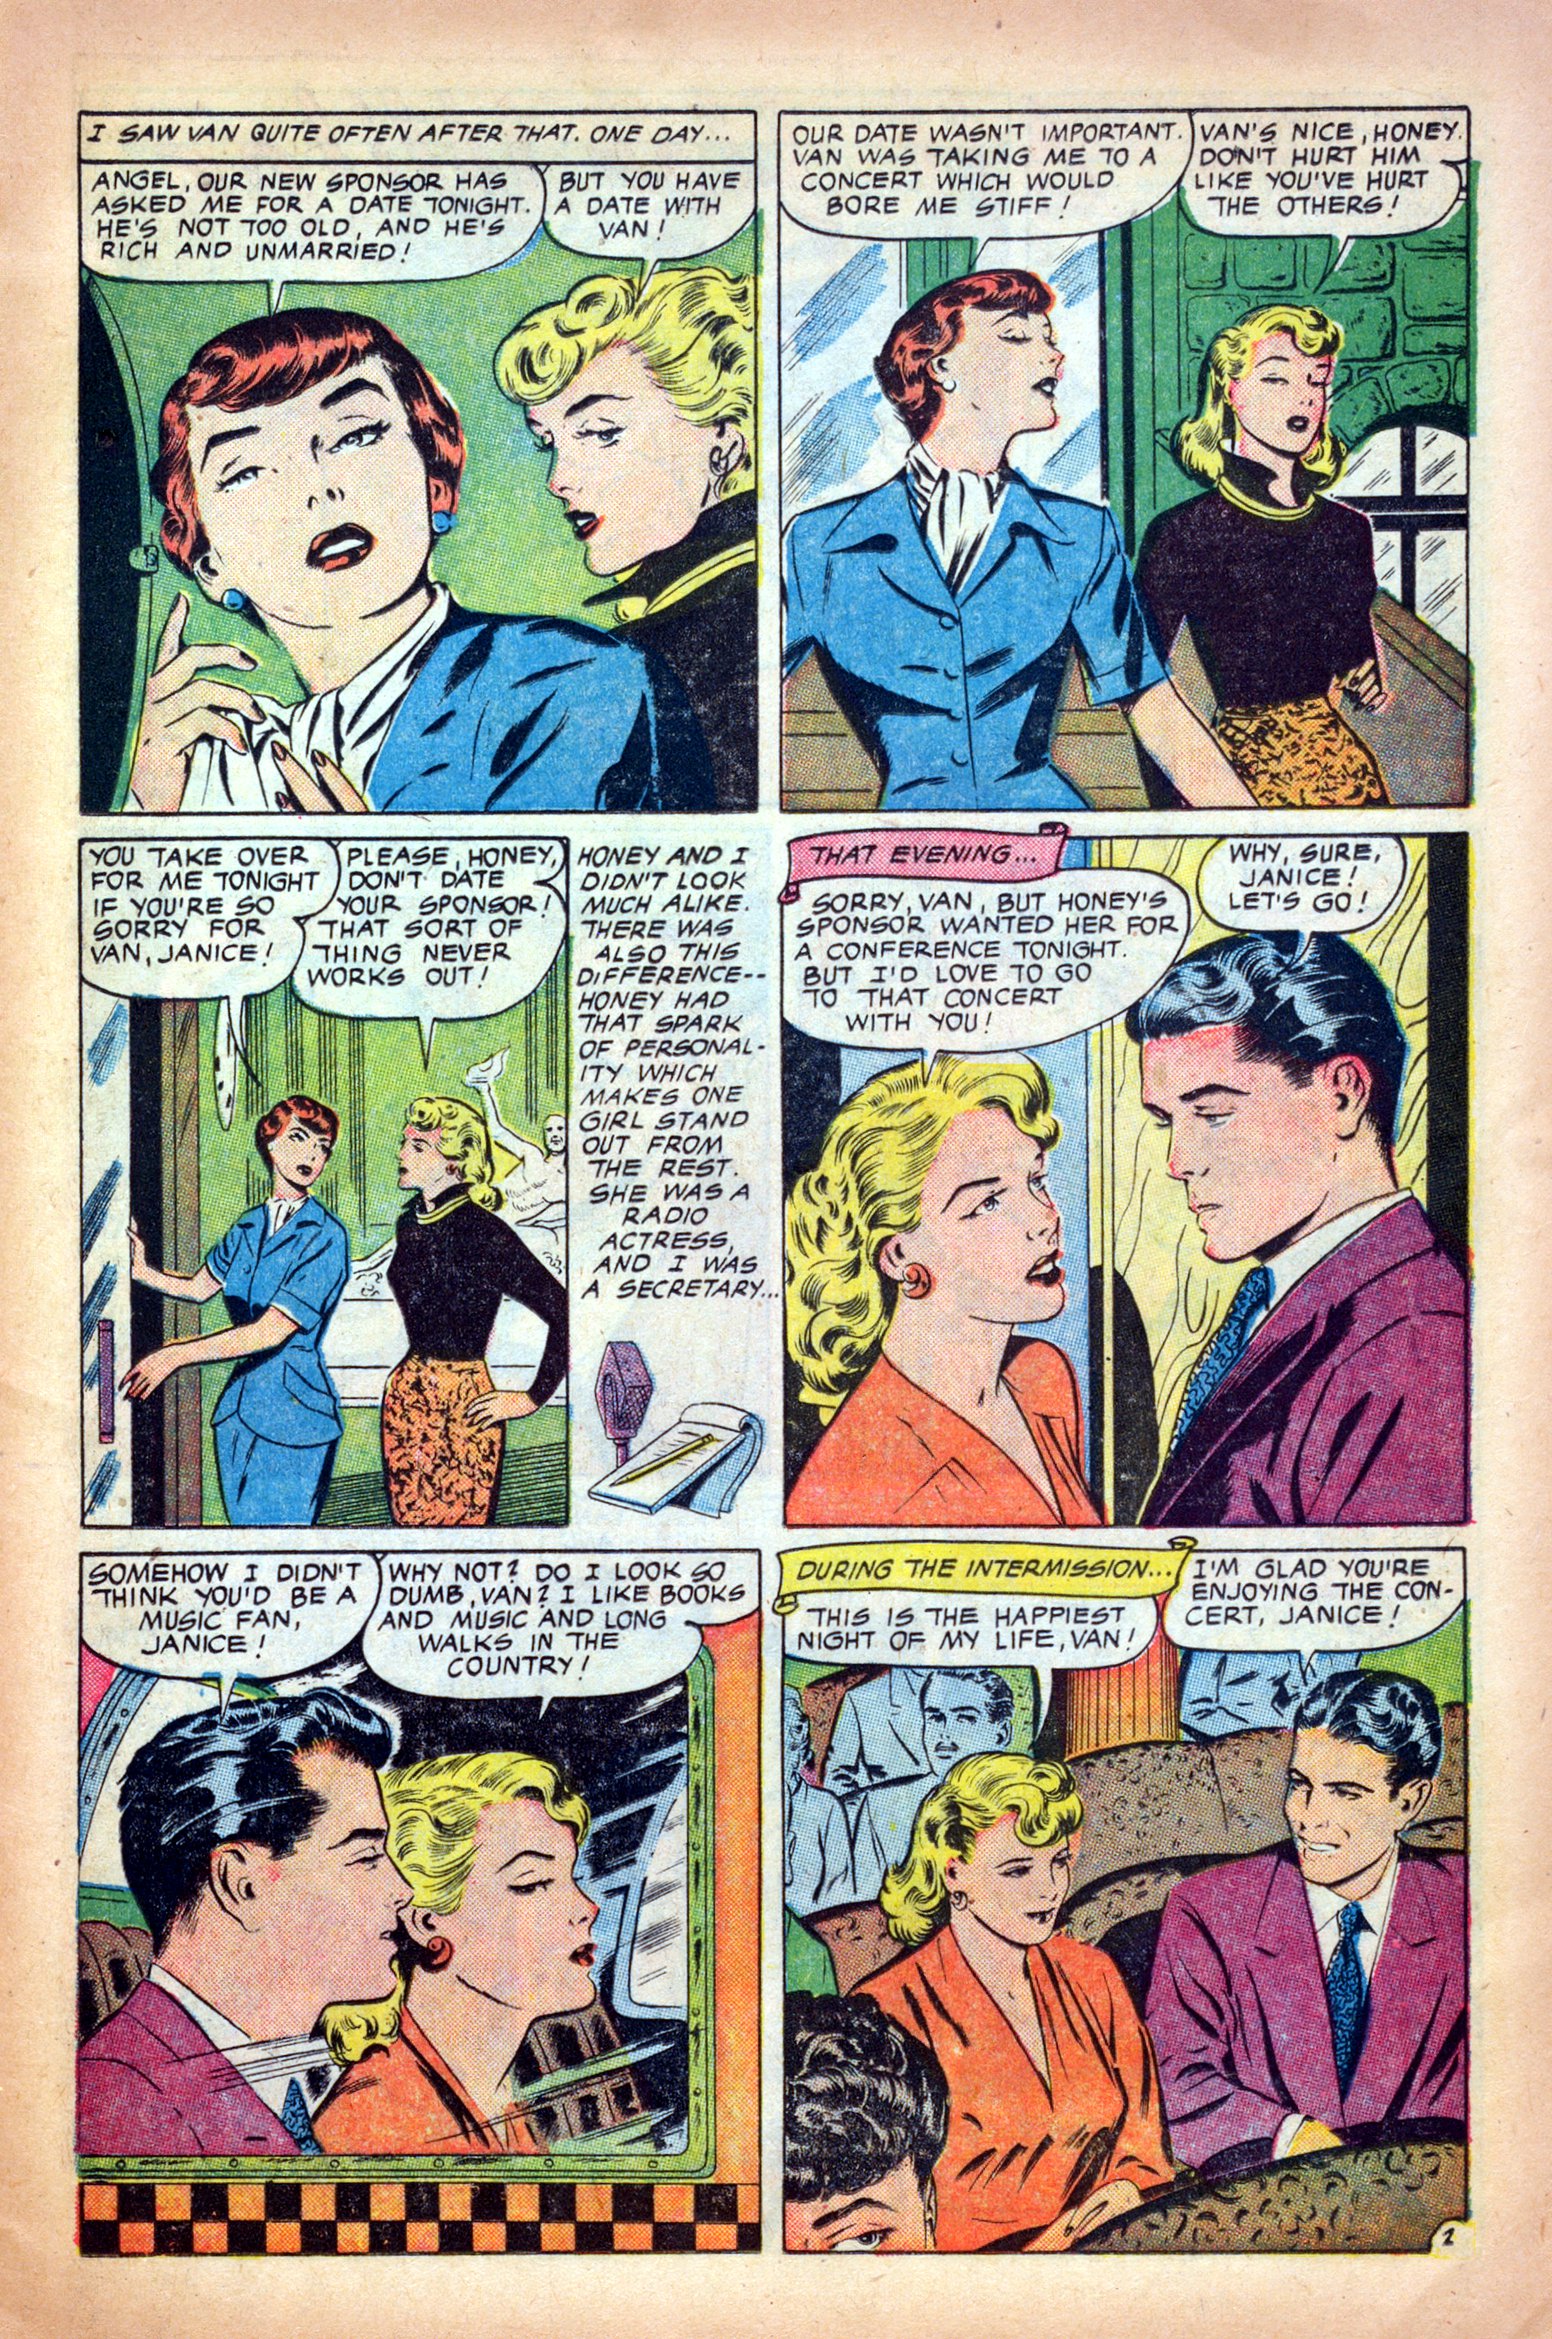 I SAW VAN QUITE OFTEN AFTER THAT. ONE DAY...
ANGEL, OUR NEW SPONSOR HAS
ASKED ME FOR A DATE TONIGHT.
HE'S NOT TOO OLD, AND HE'S
RICH AND UNMARRIED!
BUT YOU HAVE
A DATE WITH
VAN!
OUR DATE WASN'T IMPORTANT.
VAN WAS TAKING ME TO A
CONCERT WHICH WOULD
BORE ME STIFF!
VAN'S NICE, HONEY.
DON'T HURT HIM
LIKE YOU'VE HURT
THE OTHERS!
YOU TAKE OVER
FOR ME TONIGHT
IF YOU'RE SO
SORRY FOR
VAN, JANICE!
PLEASE, HONEY,
DON'T DATE
YOUR SPONSOR!
THAT SORT OF
THING NEVER
WORKS OUT!
HONEY AND I
DIDN'T LOOK
MUCH ALIKE.
THERE WAS
ALSO THIS
DIFFERENCE--
HONEY HAD
THAT SPARK
OF PERSONAL-
ITY WHICH
MAKES ONE
GIRL STAND
OUT FROM
THE REST.
SHE WAS A
RADIO
ACTRESS,
AND I WAS
A SECRETARY...
THAT EVENING...
SORRY, VAN, BUT HONEY'S
SPONSOR WANTED HER FOR
A CONFERENCE TONIGHT.
BUT I'D LOVE TO GO
TO THAT CONCERT
WITH YOU!
WHY, SURE,
JANICE!
LET'S GO!
SOMEHOW I DIDN'T
THINK YOU'D BE A
MUSIC FAN,
JANICE!
WHY NOT? DO I LOOK SO
DUMB, VAN? I LIKE BOOKS
AND MUSIC AND LONG
WALKS IN THE
COUNTRY!
DURING THE INTERMISSION...
THIS IS THE HAPPIEST
NIGHT OF MY LIFE, VAN!
I'M GLAD YOU'RE
ENJOYING THE CON-
CERT, JANICE!
2